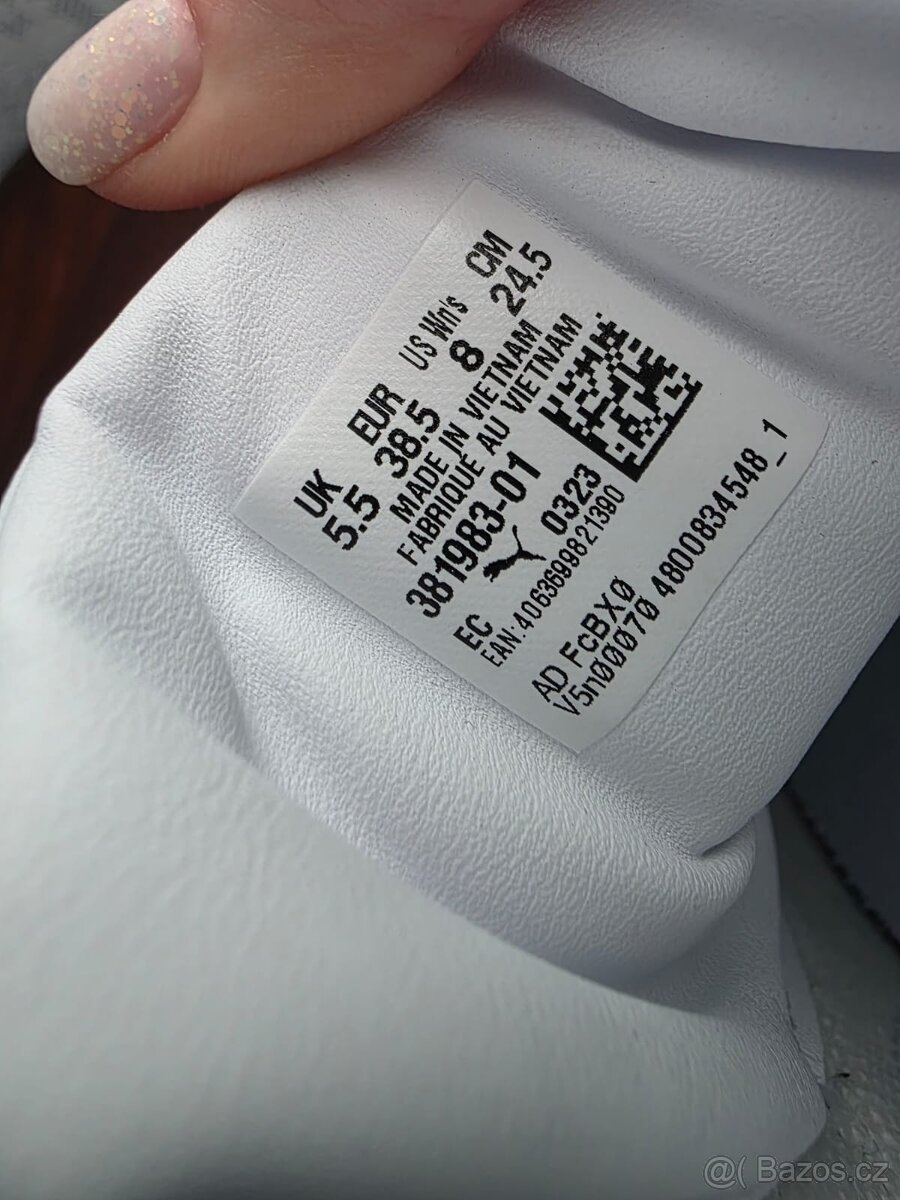 UK EUR US Wn's CM
5.5 38.5 8 24.5
MADE IN VIETNAM
FABRIQUE AU VIETNAM
381983-01
0323
EC
EAN:4063699821390
AD FcBXØ
V5nØØØ7Ø 4800834548_1
@( Bazos.cz